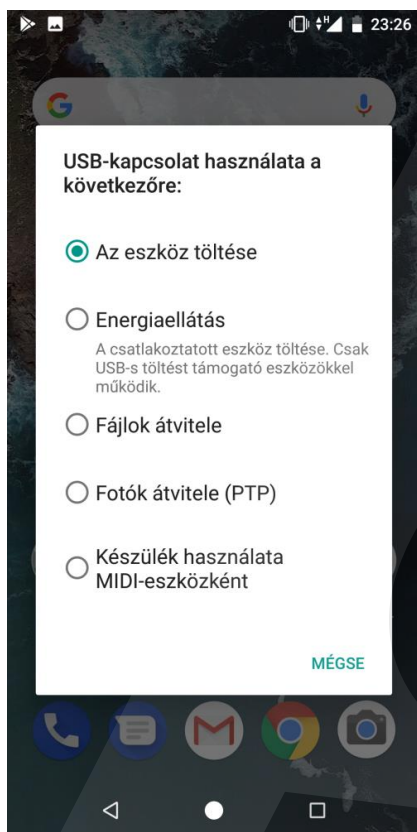 H
23:26
G
USB-kapcsolat használata a
következőre:
Az eszköz töltése
Energiaellátás
A csatlakoztatott eszköz töltése. Csak
USB-s töltést támogató eszközökkel
működik.
Fájlok átvitele
Fotók átvitele (PTP)
Készülék használata
MIDI-eszközként
MÉGSE